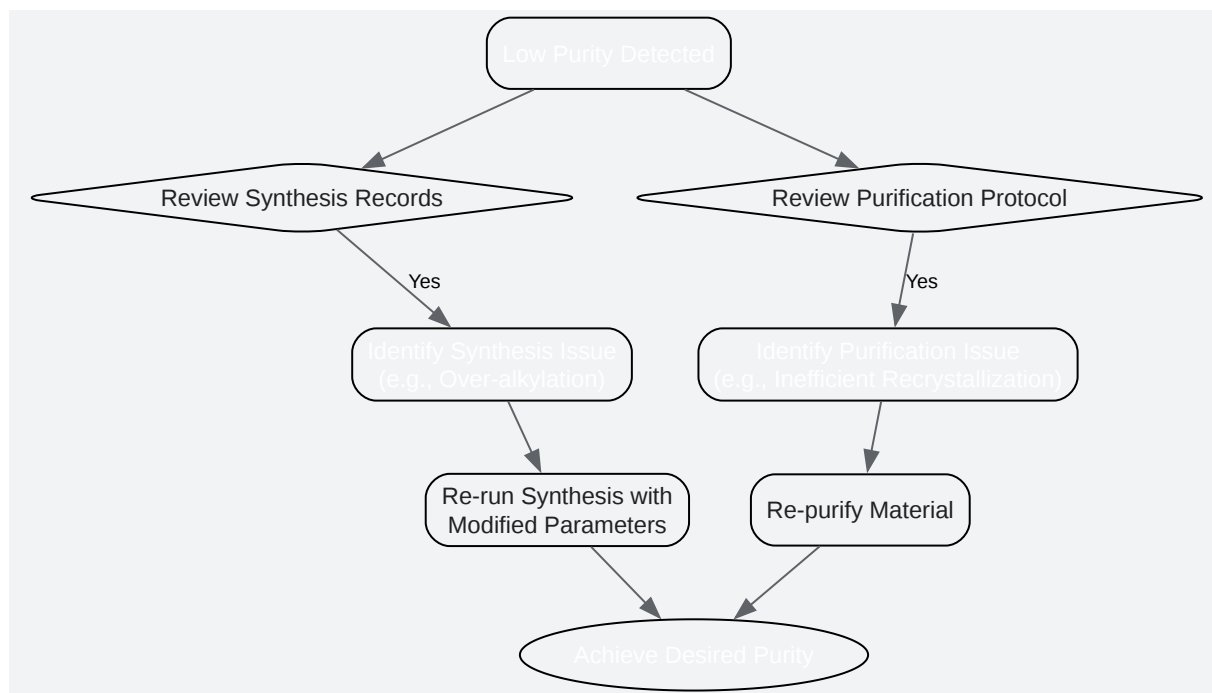 Low Purity Detected
Review Synthesis Records
Review Purification Protocol
Yes
Yes
Identify Synthesis Issue
(e.g., Over-alkylation)
Identify Purification Issue
(e.g., Inefficient Recrystallization)
Re-run Synthesis with
Modified Parameters
Re-purify Material
Achieve Desired Purity